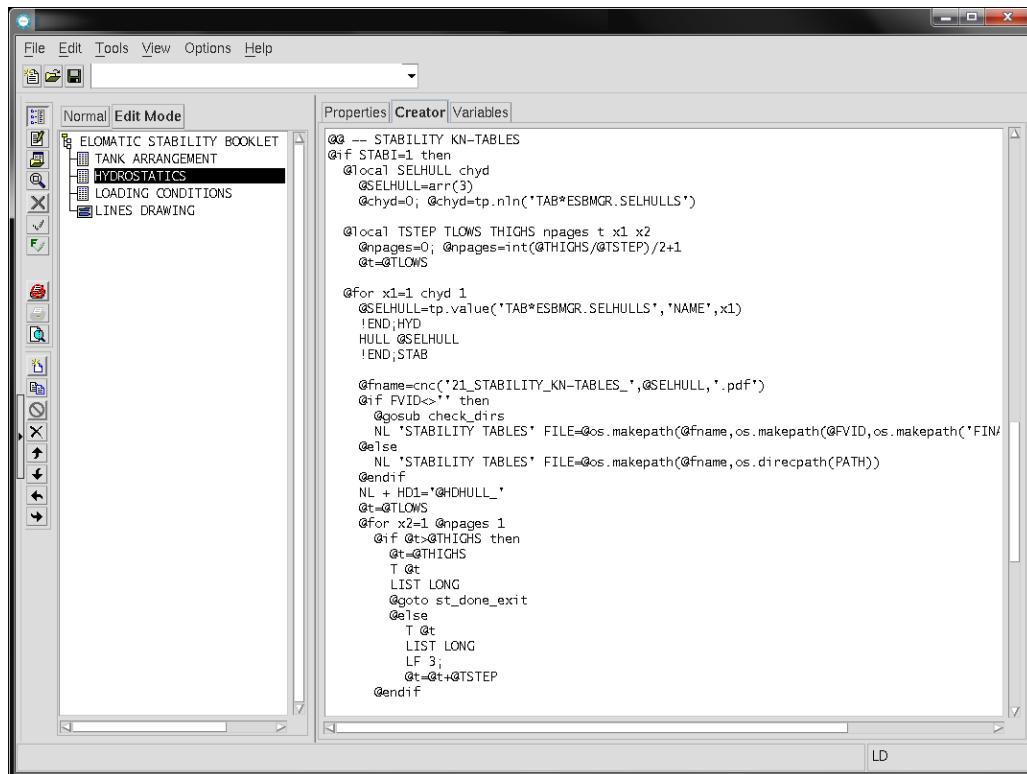 File Edit Tools View Options Help
Normal Edit Mode
ELOMATIC STABILITY BOOKLET
TANK ARRANGEMENT
HYDROSTATICS
LOADING CONDITIONS
LINES DRAWING
Properties Creator Variables
@@ -- STABILITY KN-TABLES
@if STABI=1 then
@local SELHULL chyd
@SELHULL=arr(3)
@chyd=0; @chyd=tp.nln('TAB*ESBMGR.SELHULLS')
@local TSTEP TLOWS THIGHS npages t x1 x2
@npages=0; @npages=int(@THIGHS/@TSTEP)/2+1
@t=@TLOWS
@for x1=1 chyd 1
@SELHULL=tp.value('TAB*ESBMGR.SELHULLS','NAME',x1)
!END;HYD
HULL @SELHULL
!END;STAB
@fname=cnc('21_STABILITY_KN-TABLES_',@SELHULL,'.pdf')
@if FVID<>'' then
@gosub check_dirs
NL 'STABILITY TABLES' FILE=@os.makepath(@fname,os.makepath(@FVID,os.makepath('FINA
@else
NL 'STABILITY TABLES' FILE=@os.makepath(@fname,os.direcpath(PATH))
@endif
NL + HD1='@HDHULL_'
@t=@TLOWS
@for x2=1 @npages 1
@if @t>@THIGHS then
@t=@THIGHS
T @t
LIST LONG
@goto st_done_exit
@else
T @t
LIST LONG
LF 3;
@t=@t+@TSTEP
@endif
LD